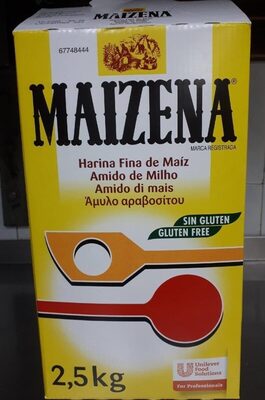 67748444
MAIZENA®
MARCA REGISTRADA
Harina Fina de Maíz
Amido de Milho
Amido di mais
Άμυλο αραβοσίτου
SIN GLUTEN
GLUTEN FREE
2,5kg
Unilever
Food
Solutions
For Professionals